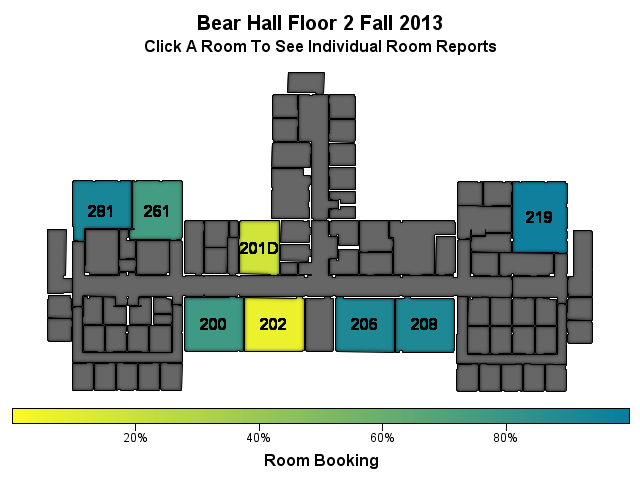 Bear Hall Floor 2 Fall 2013
Click A Room To See Individual Room Reports
281
261
219
201D
200
202
206
208
20%
40%
60%
80%
Room Booking